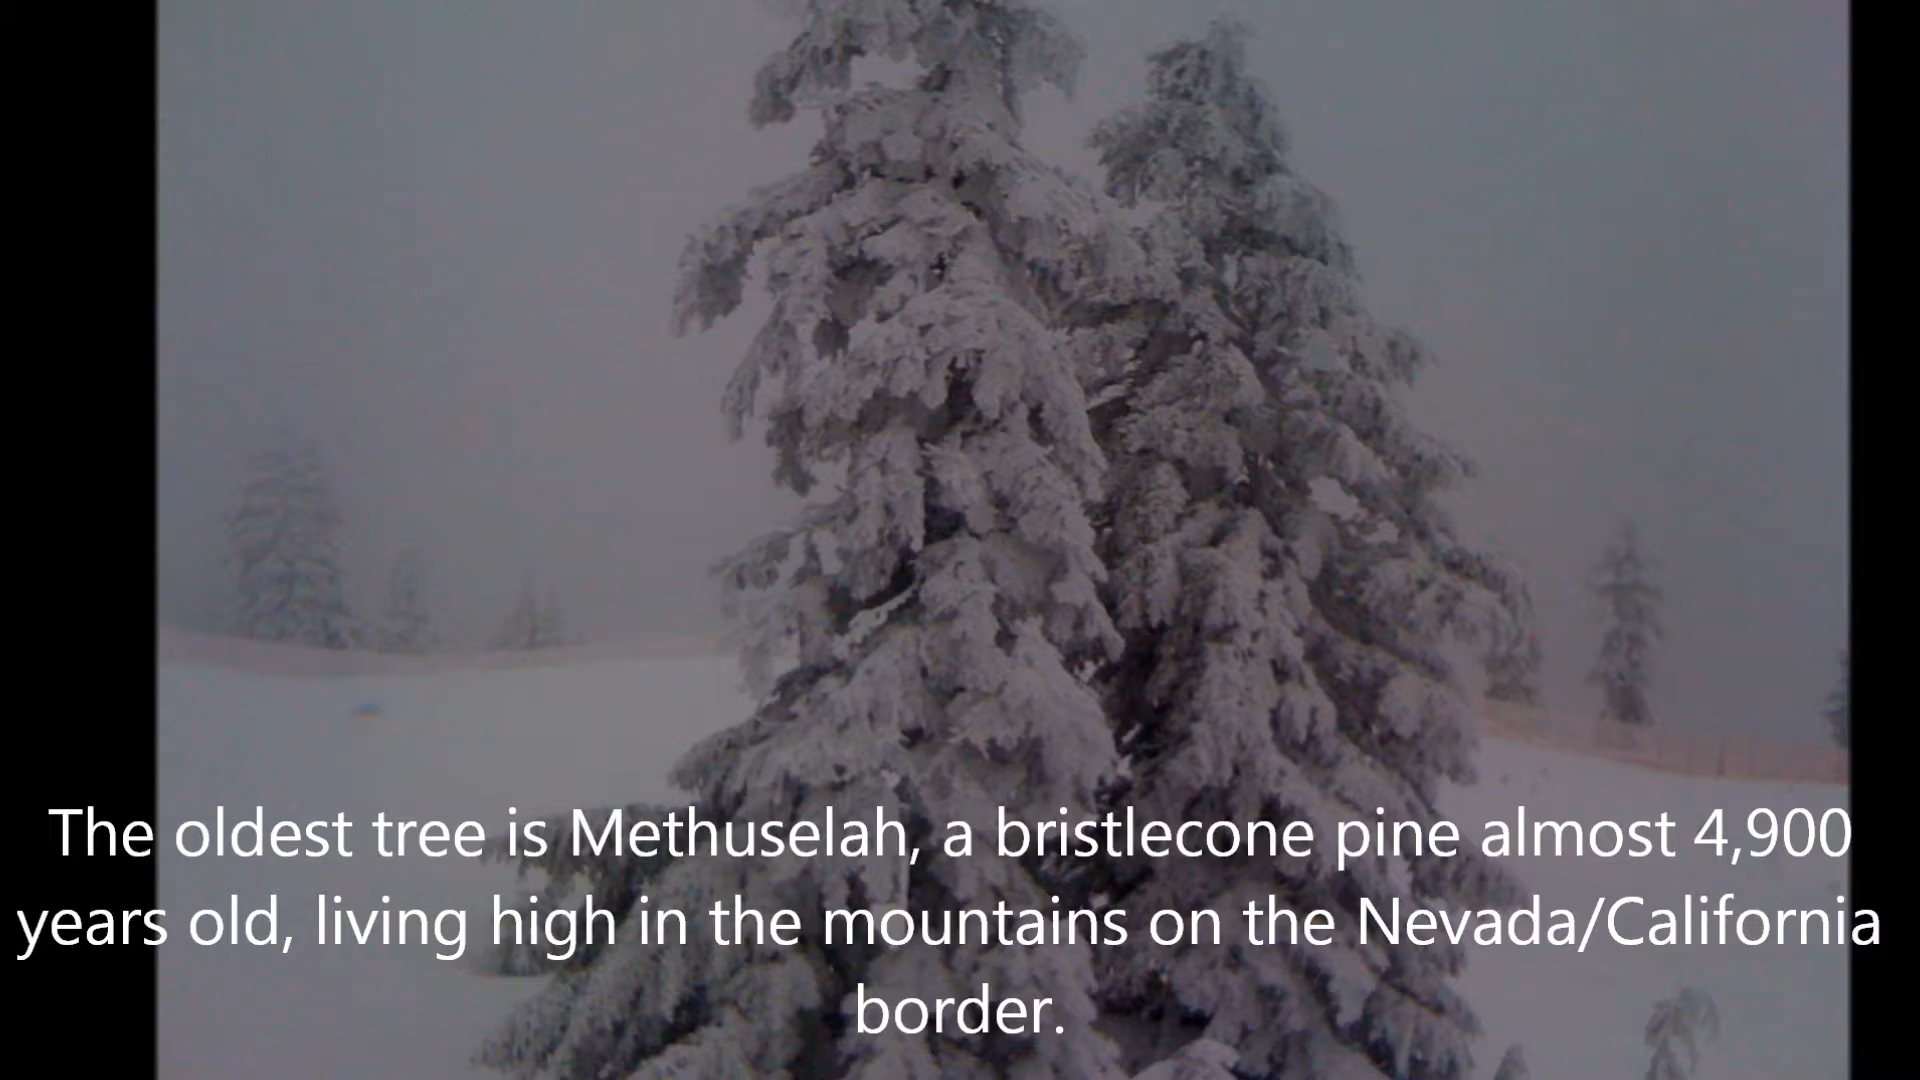 The oldest tree is Methuselah, a bristlecone pine almost 4,900
years old, living high in the mountains on the Nevada/California
border.